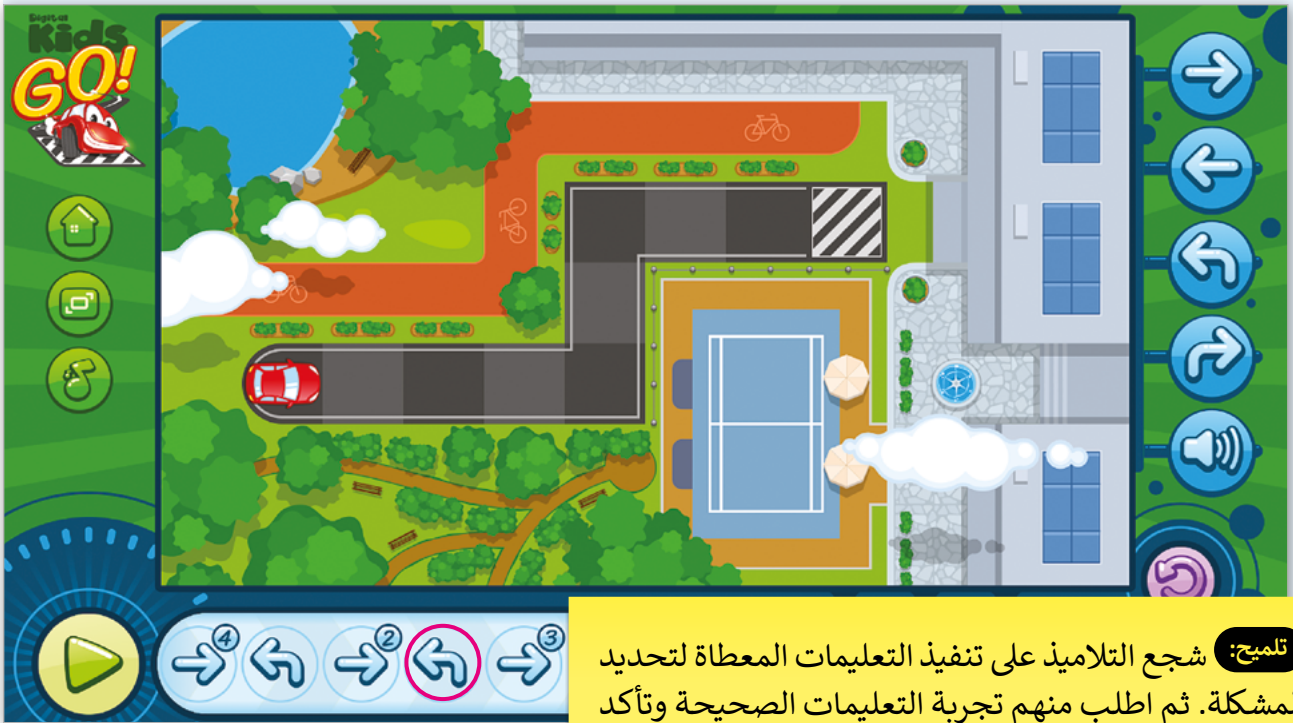 Digital
Kids
GO!
4
2
3
تلميح: شجع التلاميذ على تنفيذ التعليمات المعطاة لتحديد
لمشكلة. ثم اطلب منهم تجربة التعليمات الصحيحة وتأكد